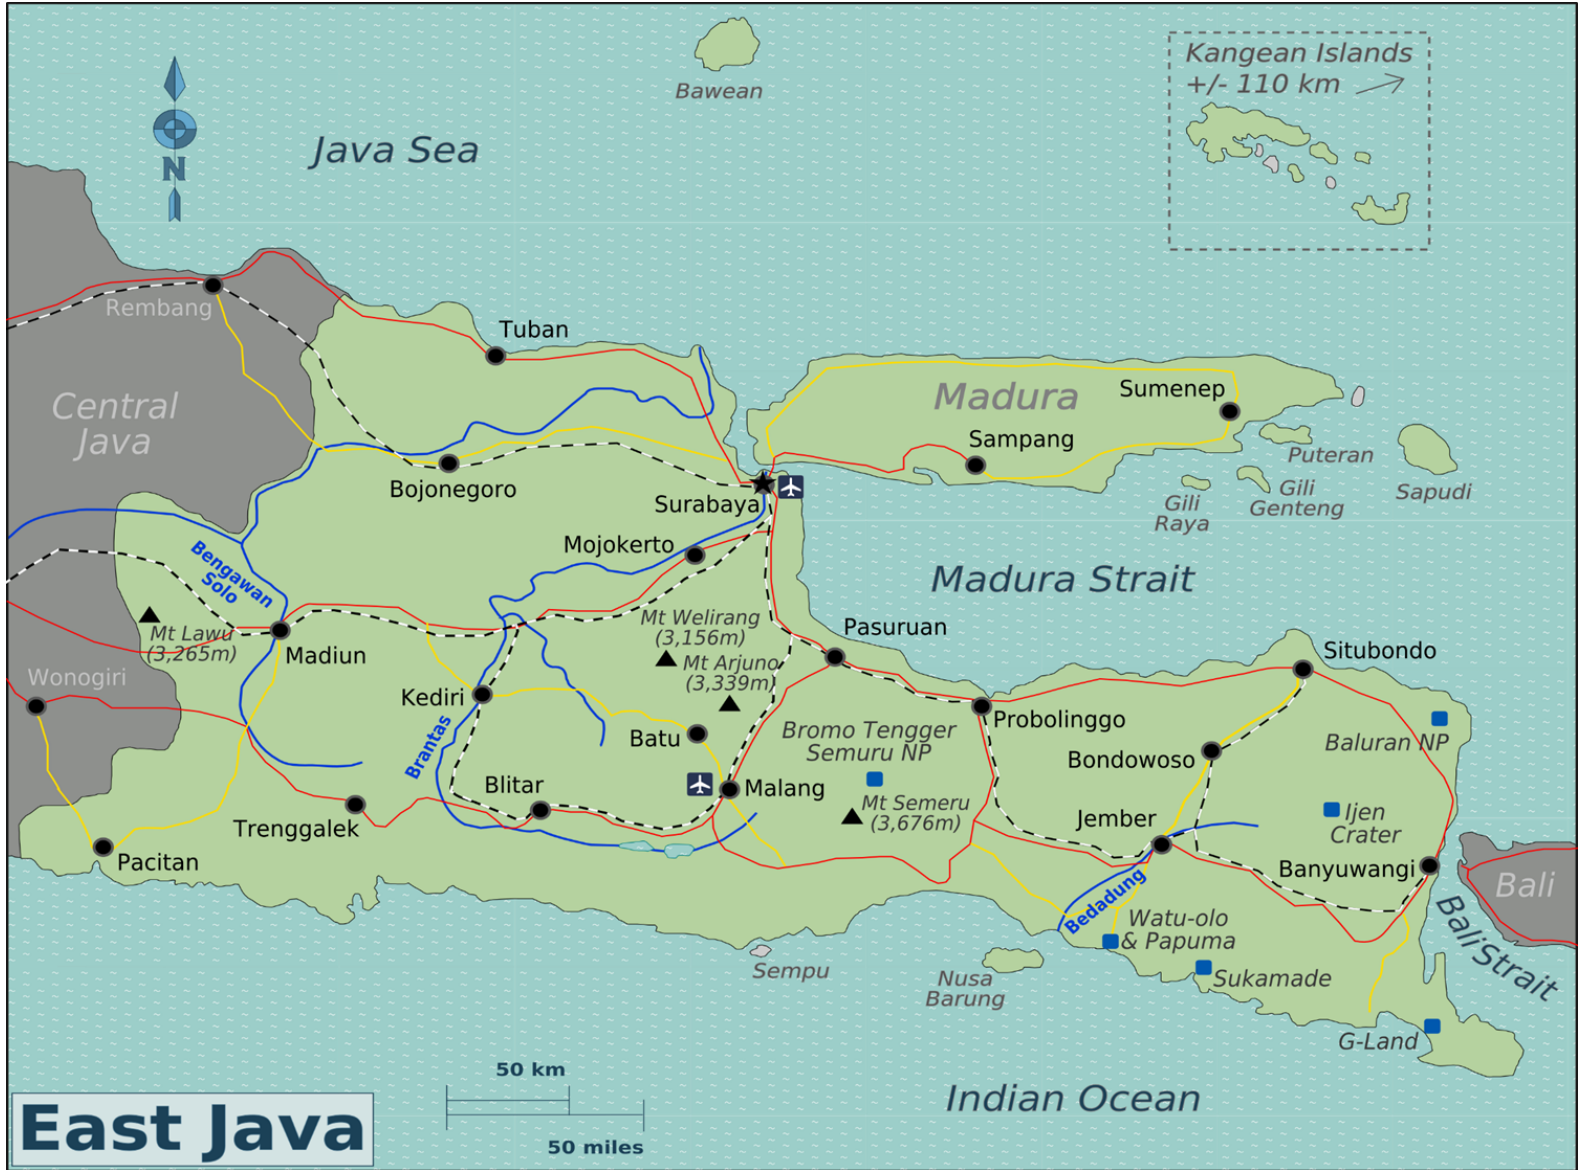 Kangean Islands
+/- 110 km
Bawean
Java Sea
N
Rembang
Tuban
Central
Java
Madura
Sumenep
Sampang
Puteran
Sapudi
Gili
Raya
Gili
Genteng
Bojonegoro
Surabaya
Mojokerto
Madura Strait
Bengawan
Solo
Mt Lawu
(3,265m)
Madiun
Mt Welirang
(3,156m)
Mt Arjuno
(3,339m)
Pasuruan
Situbondo
Wonogiri
Kediri
Brantas
Batu
Bromo Tengger
Semuru NP
Probolinggo
Bondowoso
Baluran NP
Blitar
Malang
Mt Semeru
(3,676m)
Jember
Ijen
Crater
Trenggalek
Pacitan
Banyuwangi
Bali
Bedadung
Watu-olo
& Papuma
Bali Strait
Sempu
Nusa
Barung
Sukamade
G-Land
50 km
50 miles
Indian Ocean
East Java